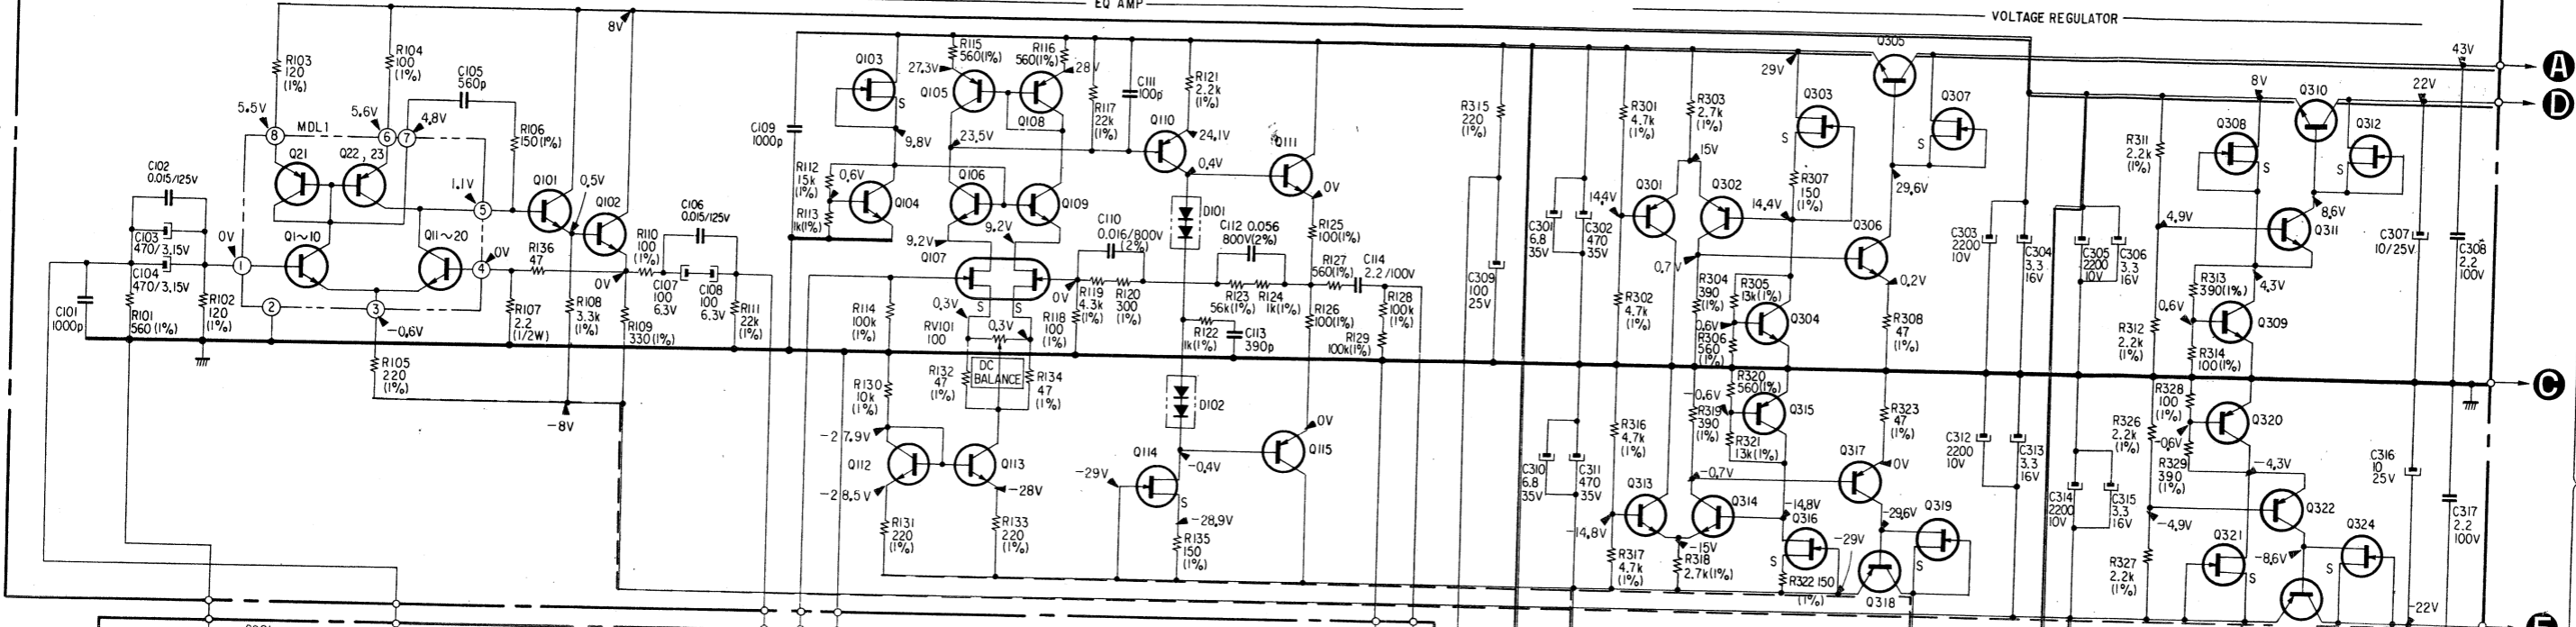 EQ AMP
VOLTAGE REGULATOR
8V
R103
120
(1%)
R104
100
(1%)
C105
560p
5.5V
5.6V
4.8V
MDL1
8
6
7
R106
150(1%)
Q21
Q22, 23
C102
0.015/125V
1.1V
5
Q101
0.5V
Q102
C103
470/3.15V
C104
470/3.15V
0V
1
Q1~10
Q11~20
4
0V
R136
47
R110
100
(1%)
C106
0.015/125V
0V
C107
100
6.3V
C108
100
6.3V
R111
22k
(1%)
C101
1000p
R101
560 (1%)
R102
120
(1%)
2
3
-0.6V
R105
220
(1%)
R107
2.2
(1/2W)
R108
3.3k
(1%)
R109
330(1%)
-8V
C109
1000p
Q103
S
9.8V
R112
15k
(1%)
R113
1k(1%)
0.6V
Q104
R115
560(1%)
27.3V
Q105
R116
560(1%)
28V
Q108
23.5V
R117
22k
(1%)
C111
100p
R121
2.2k
(1%)
Q110
24.1V
0.4V
Q111
0V
Q106
Q109
9.2V
9.2V
Q107
C110
0.016/800V
(2%)
D101
C112 0.056
800V(2%)
R125
100(1%)
R127
560(1%)
C114
2.2/100V
0V
R119
4.3k
(1%)
R120
300
(1%)
R123
56k(1%)
R124
1k(1%)
R126
100(1%)
R128
100k
(1%)
R129
100k(1%)
R114
100k
(1%)
0.3V
S
S
RV101
100
0.3V
R118
100
(1%)
R122
1k(1%)
C113
390p
DC
BALANCE
R130
10k
(1%)
R132
47
(1%)
R134
47
(1%)
D102
-27.9V
Q112
Q113
-28.5V
-28V
R131
220
(1%)
R133
220
(1%)
Q114
-29V
S
-0.4V
-28.9V
R135
150
(1%)
0V
Q115
R315
220
(1%)
C309
100
25V
C301
6.8
35V
C302
470
35V
R301
4.7k
(1%)
R303
2.7k
(1%)
29V
Q303
S
Q305
Q307
S
15V
14.4V
Q301
Q302
14.4V
R307
150
(1%)
29.6V
Q306
0.7V
R302
4.7k
(1%)
R304
390
(1%)
R305
13k(1%)
0.6V
Q304
R306
560
(1%)
0.2V
R308
47
(1%)
C303
2200
10V
C304
3.3
16V
R320
560(1%)
-0.6V
Q315
R319
390
(1%)
R321
13k(1%)
R323
47
(1%)
R316
4.7k
(1%)
C310
6.8
35V
C311
470
35V
-0.7V
Q317
0V
Q313
Q314
-14.8V
-14.8V
Q316
S
-29.6V
-29V
Q319
S
-15V
R317
4.7k
(1%)
R318
2.7k(1%)
R322 150
(1%)
Q318
C312
2200
10V
C313
3.3
16V
C305
2200
10V
C306
3.3
16V
8V
Q310
22V
43V
R311
2.2k
(1%)
Q308
S
Q312
S
4.9V
8.6V
Q311
4.3V
R313
390(1%)
0.6V
Q309
R312
2.2k
(1%)
R314
100(1%)
C307
10/25V
C308
2.2
100V
R328
100
(1%)
Q320
R326
2.2k
(1%)
-0.6V
R329
390
(1%)
-4.3V
C316
10
25V
C317
2.2
100V
C314
2200
10V
C315
3.3
16V
-4.9V
Q322
R327
2.2k
(1%)
Q321
S
-8.6V
Q324
S
-22V
A
D
C